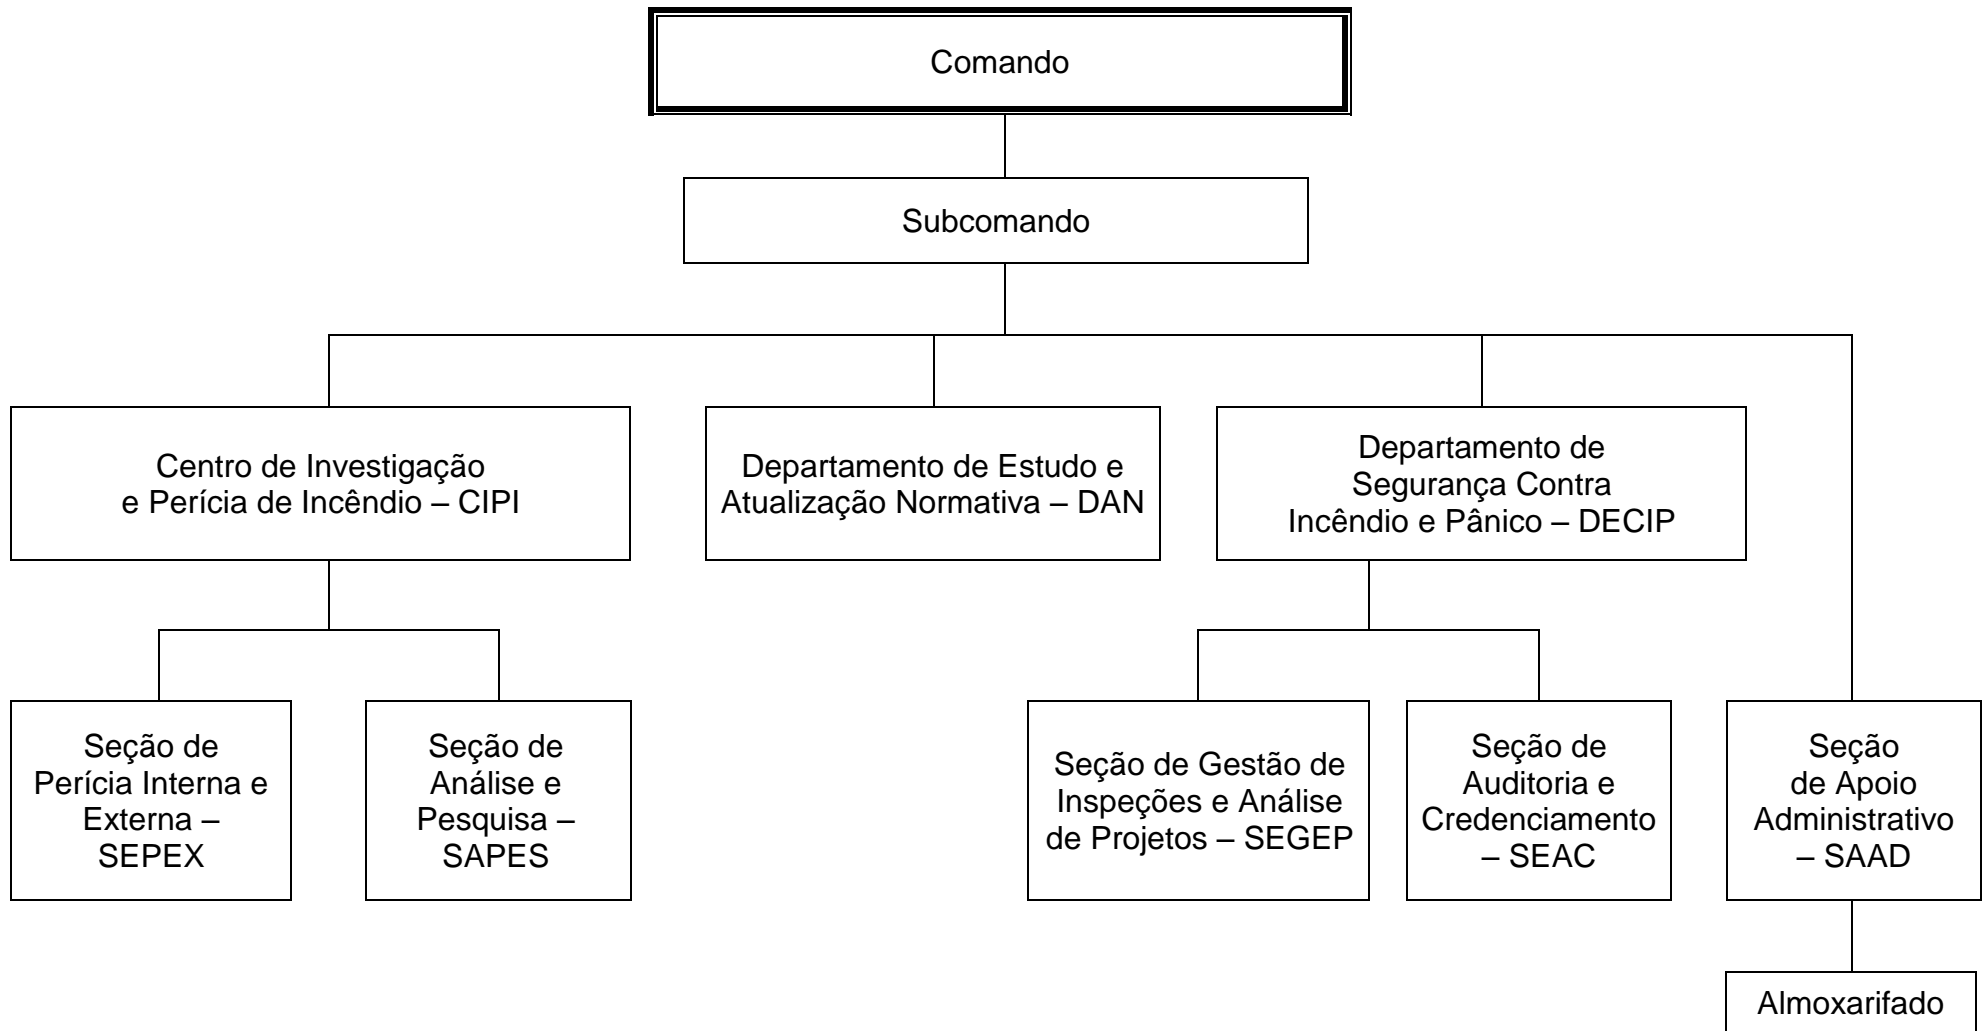 Comando
Subcomando
Centro de Investigação
e Perícia de Incêndio – CIPI
Departamento de Estudo e
Atualização Normativa – DAN
Departamento de
Segurança Contra
Incêndio e Pânico – DECIP
Seção de
Perícia Interna e
Externa –
SEPEX
Seção de
Análise e
Pesquisa –
SAPES
Seção de Gestão de
Inspeções e Análise
de Projetos – SEGEP
Seção de
Auditoria e
Credenciamento
– SEAC
Seção
de Apoio
Administrativo
– SAAD
Almoxarifado